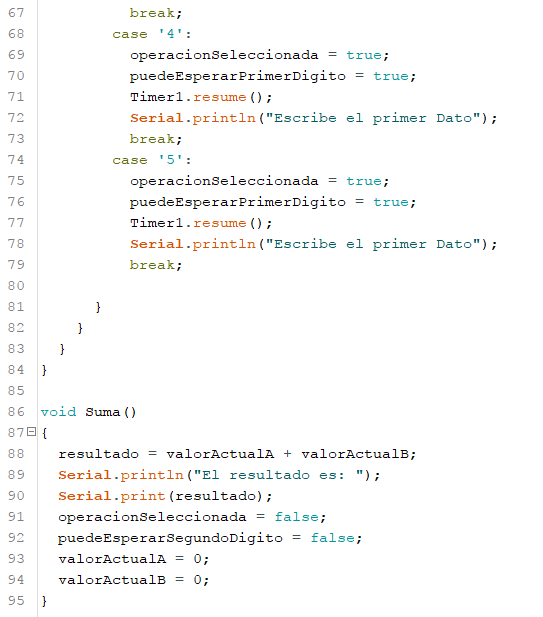 67 break;
68 case '4':
69 operacionSeleccionada = true;
70 puedeEsperarPrimerDigito = true;
71 Timer1.resume();
72 Serial.println("Escribe el primer Dato");
73 break;
74 case '5':
75 operacionSeleccionada = true;
76 puedeEsperarPrimerDigito = true;
77 Timer1.resume();
78 Serial.println("Escribe el primer Dato");
79 break;
80
81 }
82 }
83 }
84 }
85
86 void Suma()
87 {
88 resultado = valorActualA + valorActualB;
89 Serial.println("El resultado es: ");
90 Serial.print(resultado);
91 operacionSeleccionada = false;
92 puedeEsperarSegundoDigito = false;
93 valorActualA = 0;
94 valorActualB = 0;
95 }